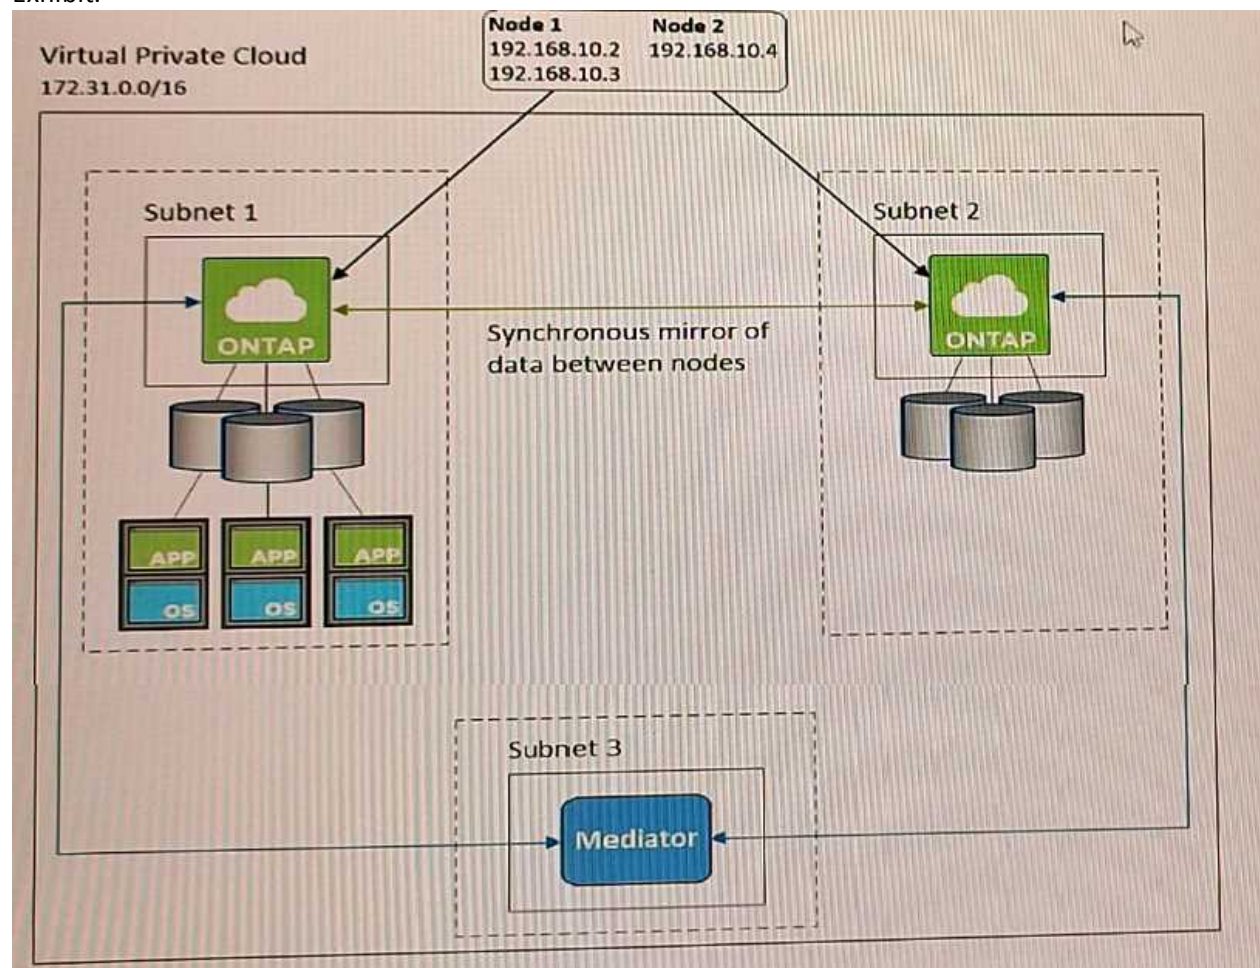 Exhibit:
Node 1
192.168.10.2
192.168.10.3
Node 2
192.168.10.4
Virtual Private Cloud
172.31.0.0/16
Subnet 1
ONTAP
Subnet 2
ONTAP
Synchronous mirror of
data between nodes
APP
APP
APP
OS
OS
OS
Subnet 3
Mediator